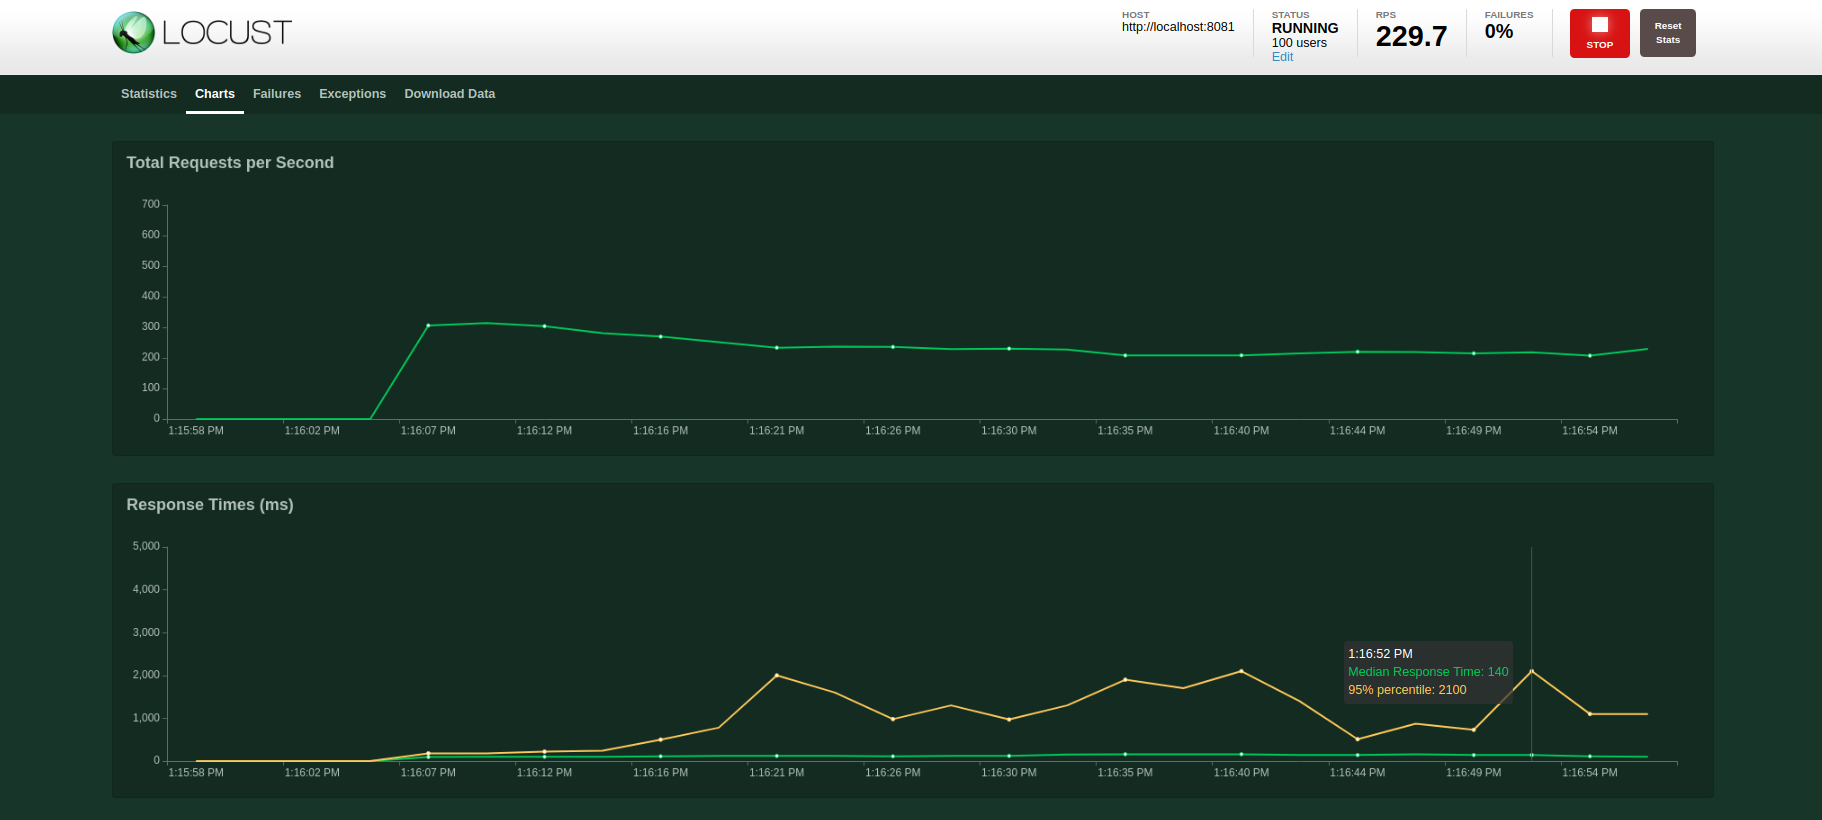 LOCUST
HOST
http://localhost:8081
STATUS
RUNNING
100 users
Edit
RPS
229.7
FAILURES
0%
STOP
Reset
Stats
Statistics Charts Failures Exceptions Download Data
Total Requests per Second
700
600
500
400
300
200
100
0
1:15:58 PM 1:16:02 PM 1:16:07 PM 1:16:12 PM 1:16:16 PM 1:16:21 PM 1:16:26 PM 1:16:30 PM 1:16:35 PM 1:16:40 PM 1:16:44 PM 1:16:49 PM 1:16:54 PM
Response Times (ms)
5,000
4,000
3,000
2,000
1,000
0
1:16:52 PM
Median Response Time: 140
95% percentile: 2100
1:15:58 PM 1:16:02 PM 1:16:07 PM 1:16:12 PM 1:16:16 PM 1:16:21 PM 1:16:26 PM 1:16:30 PM 1:16:35 PM 1:16:40 PM 1:16:44 PM 1:16:49 PM 1:16:54 PM